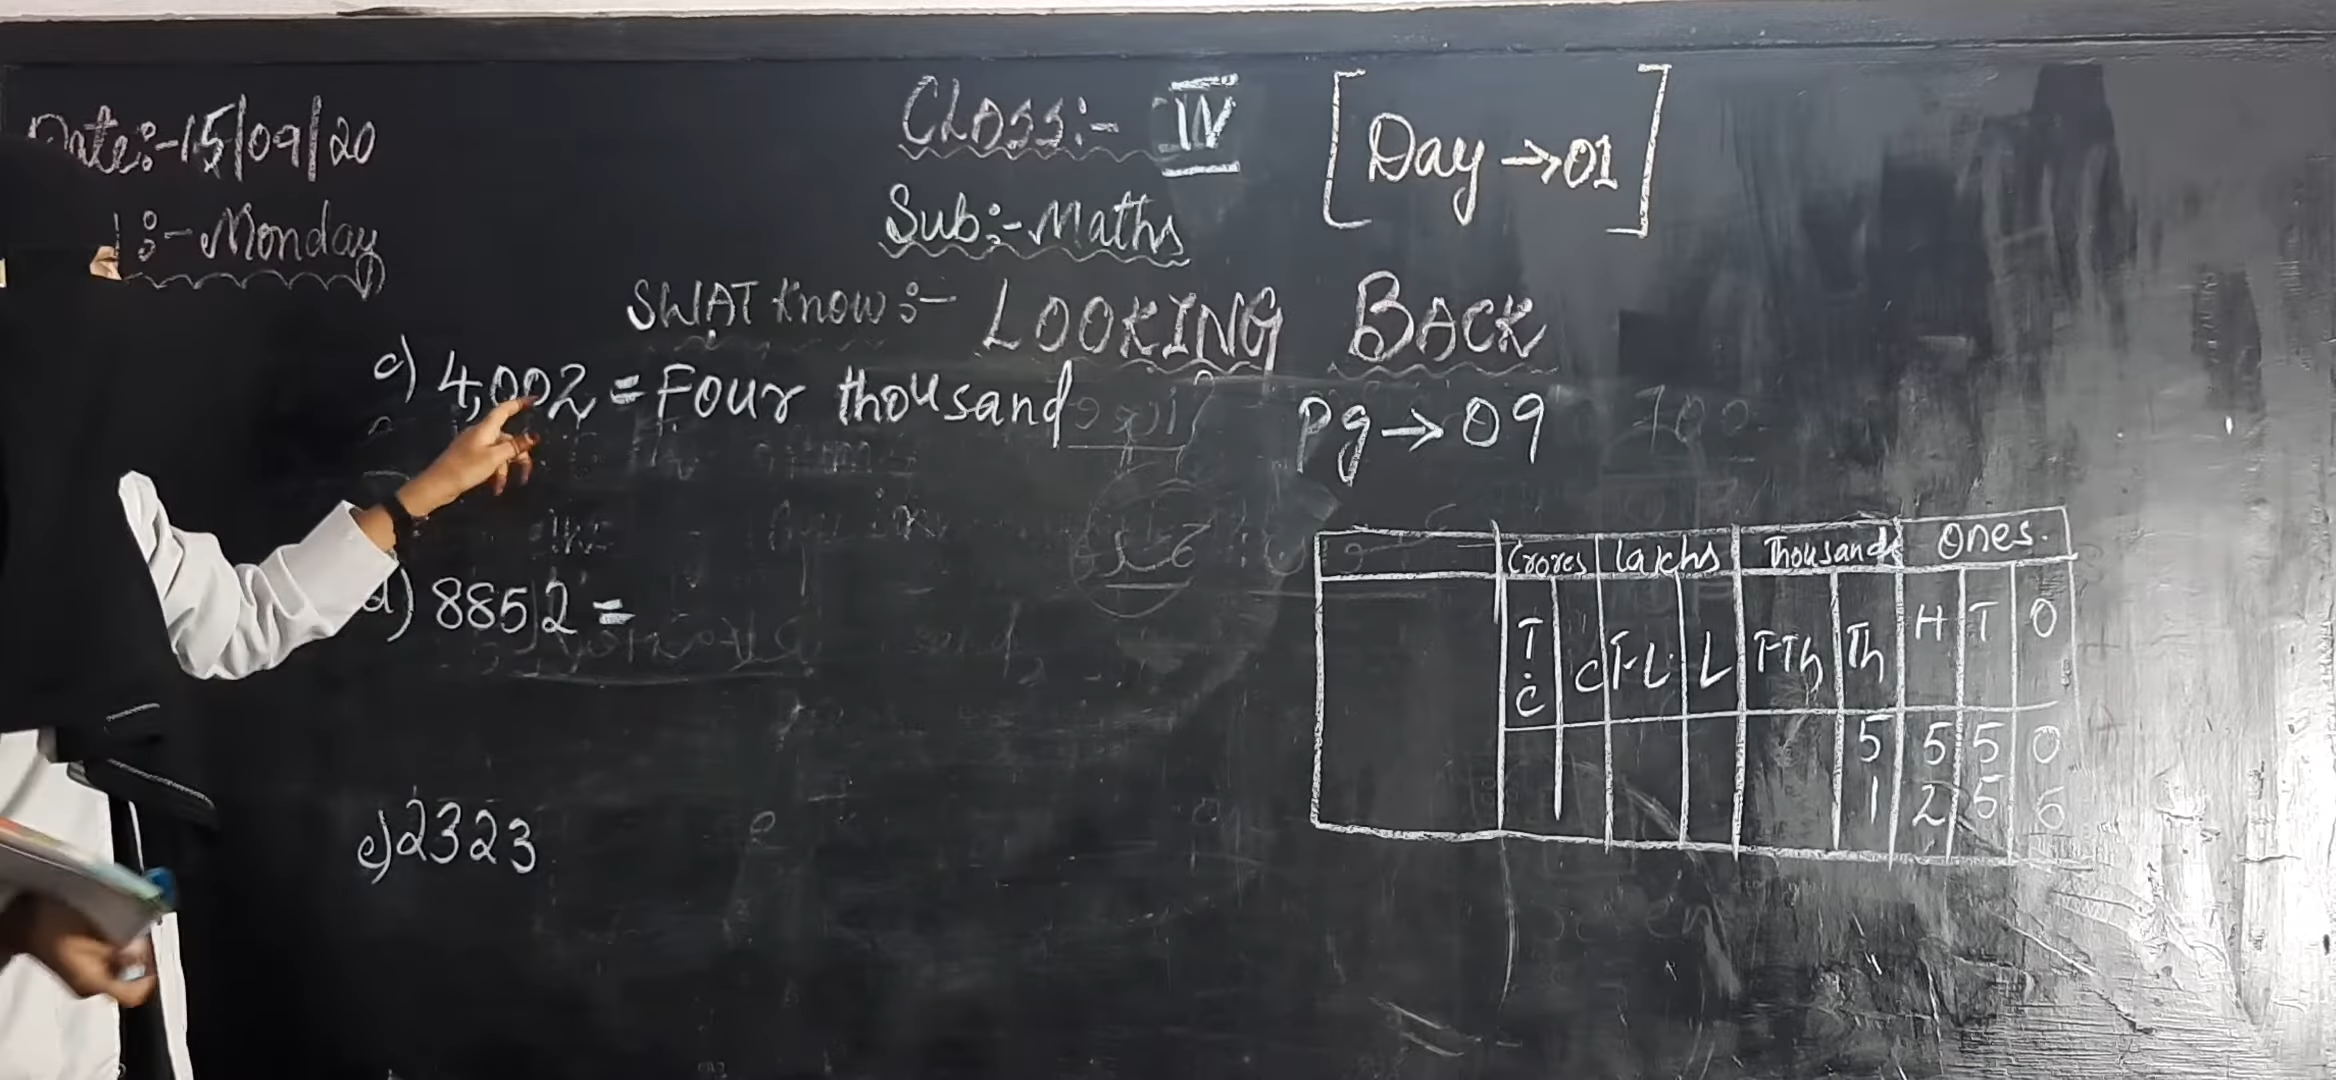 Date:-15/09/20
:-Monday
Class:- IV
Sub:-Maths
[Day→01]
SWAT Know:- LOOKING BACK
c) 4,002 = Four thousand
Pg→09
d) 8852 =
e) 2323
Crores Lakhs Thousands Ones.
T.C C T-L L T-Th Th H T O
5 5 5 0
1 2 5 6